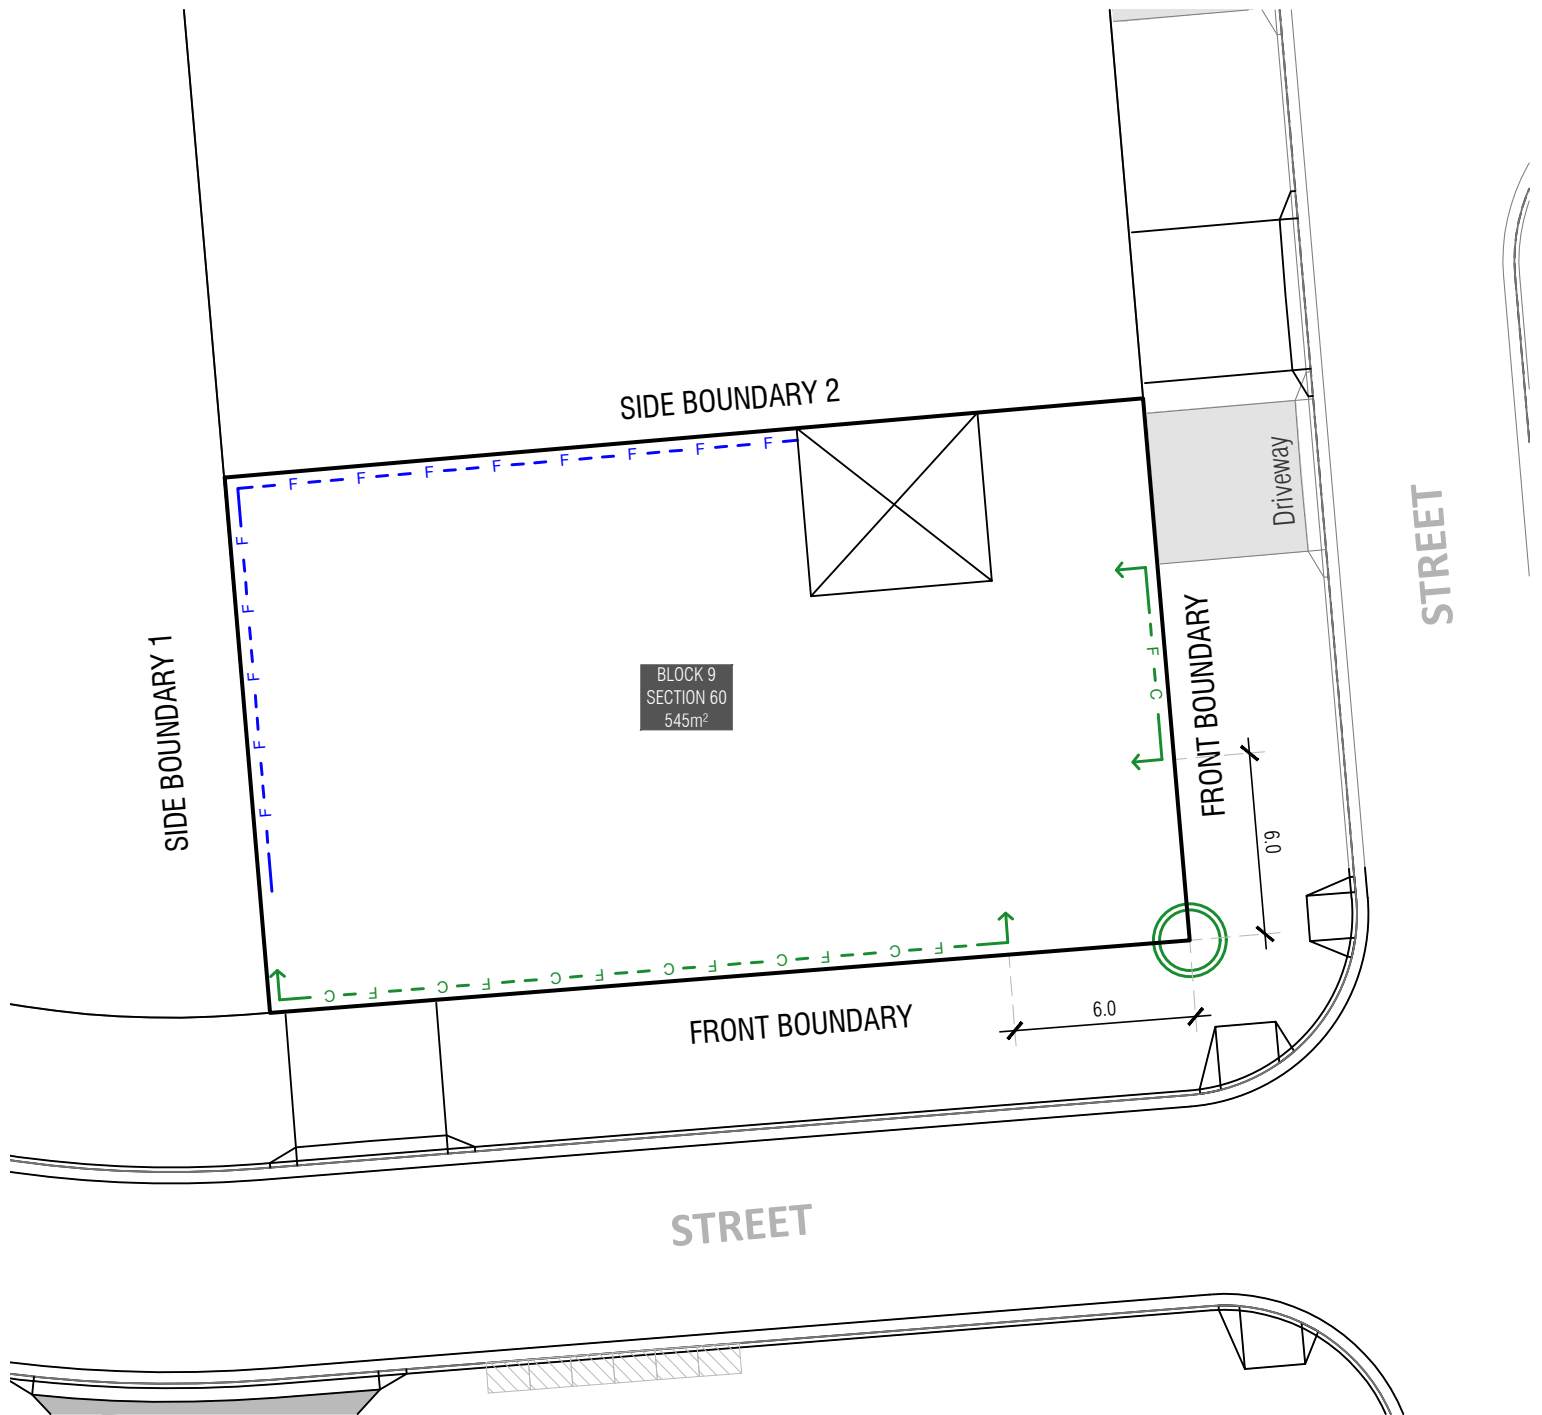 SIDE BOUNDARY 2
F F F F F F F F
Driveway
STREET
F
F
F
F
F
SIDE BOUNDARY 1
BLOCK 9
SECTION 60
545m²
F
C
FRONT BOUNDARY
6.0
C F C F C F C F C F C F
FRONT BOUNDARY
6.0
STREET